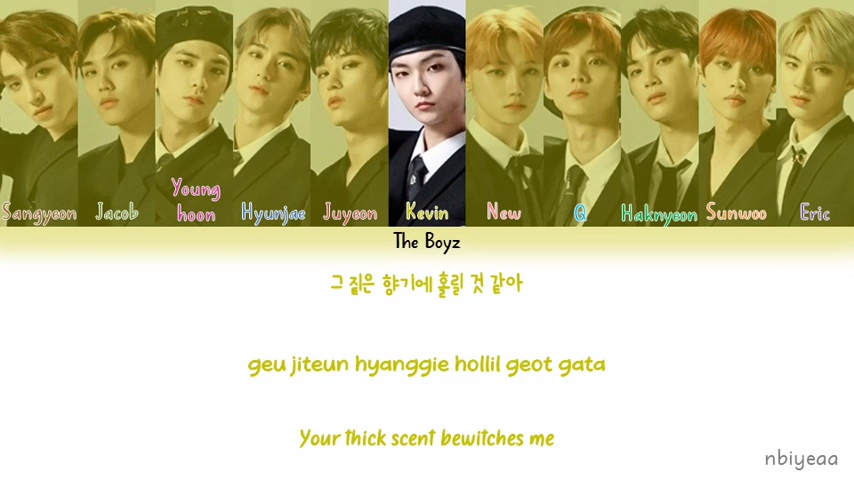 Sangyeon
Jacob
Young
hoon
Hyunjae
Juyeon
Kevin
New
Q
Haknyeon
Sunwoo
Eric
The Boyz
그 짙은 향기에 홀릴 것 같아
geu jiteun hyanggie hollil geot gata
Your thick scent bewitches me
nbiyeaa